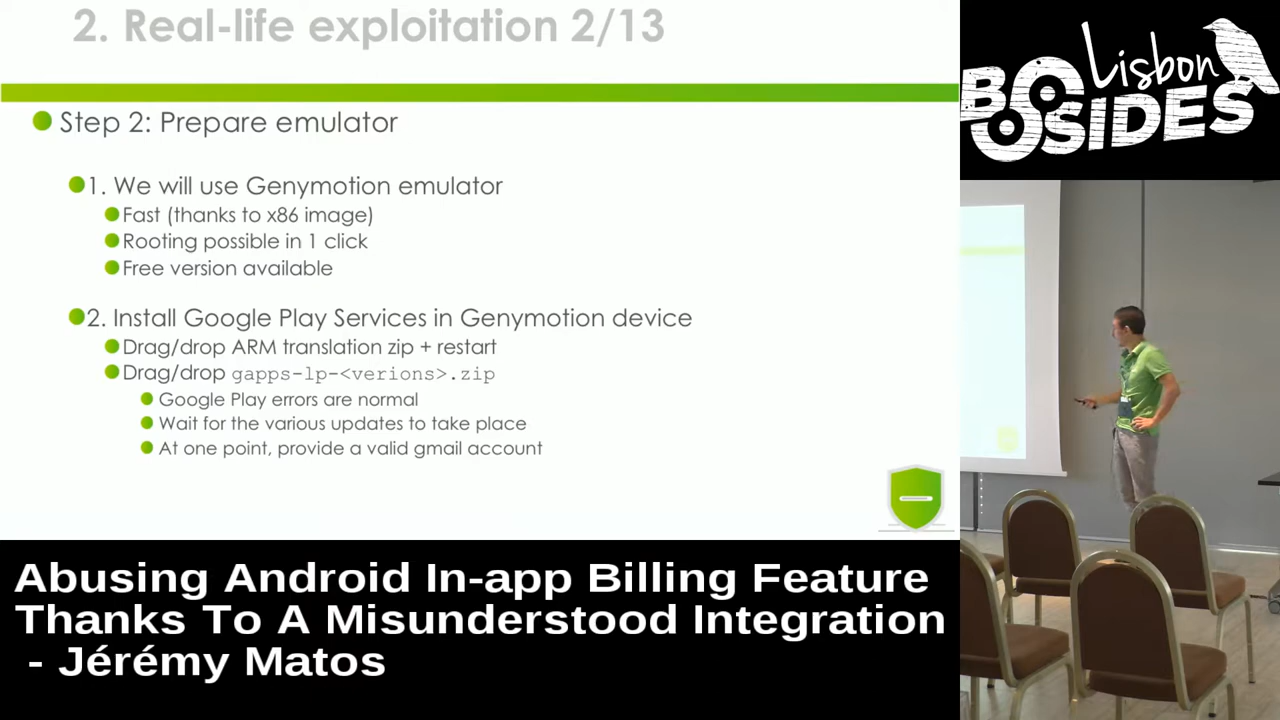 2. Real-life exploitation 2/13
Step 2: Prepare emulator
1. We will use Genymotion emulator
Fast (thanks to x86 image)
Rooting possible in 1 click
Free version available
2. Install Google Play Services in Genymotion device
Drag/drop ARM translation zip + restart
Drag/drop gapps-lp-<verions>.zip
Google Play errors are normal
Wait for the various updates to take place
At one point, provide a valid gmail account
Lisbon
BSIDES
Abusing Android In-app Billing Feature
Thanks To A Misunderstood Integration
- Jérémy Matos